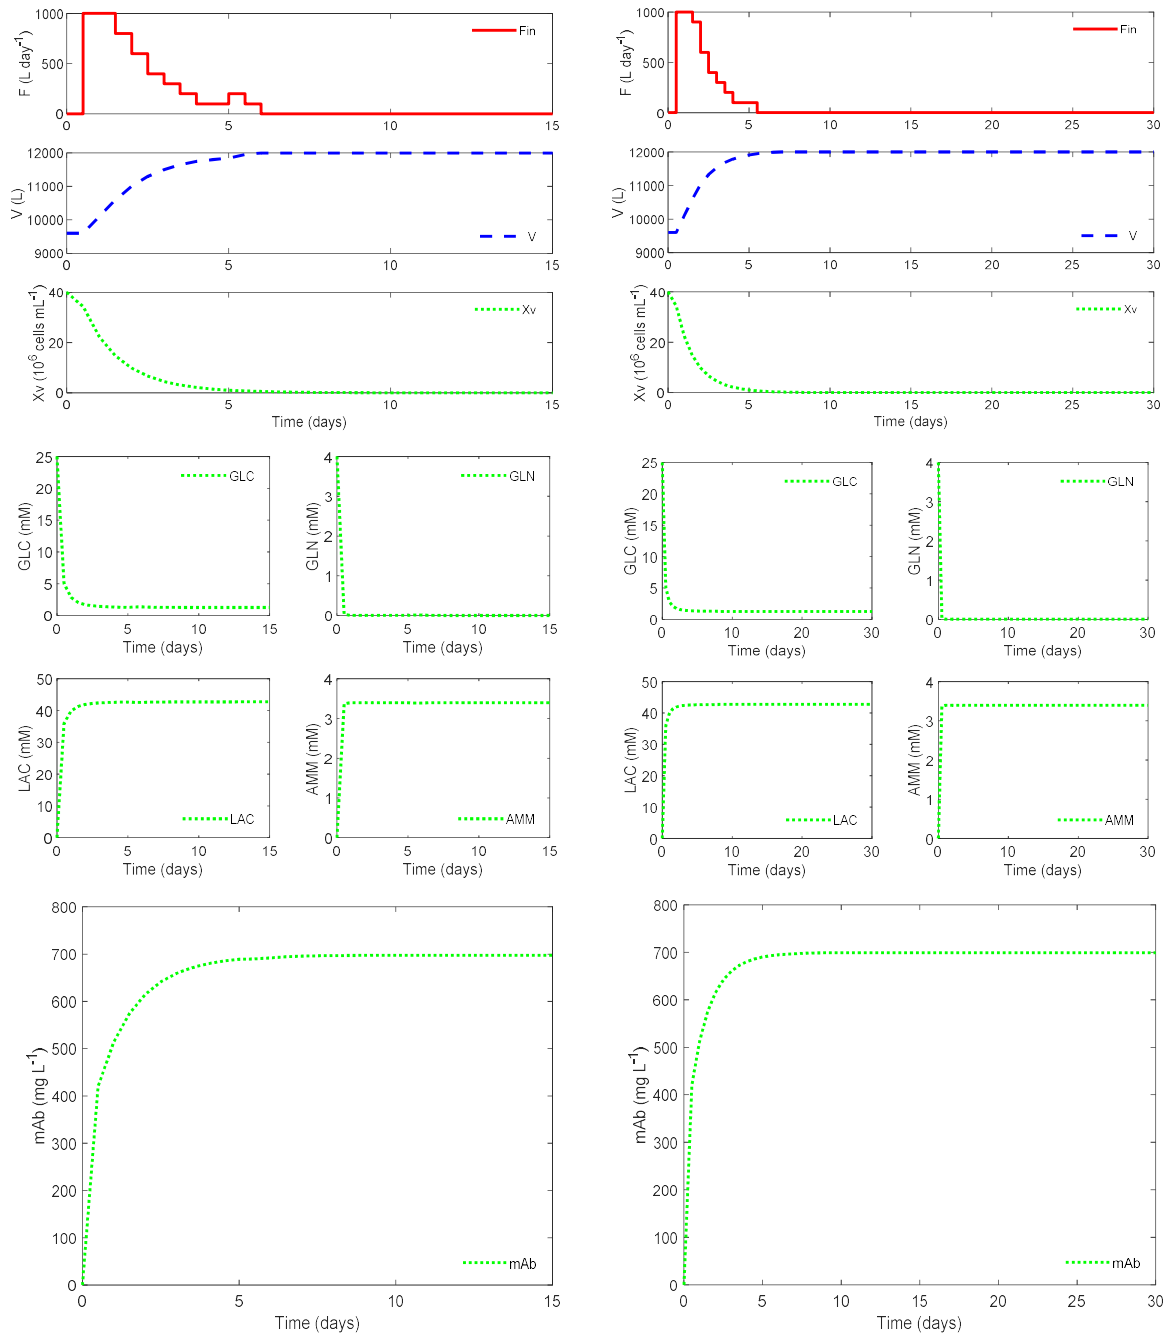 F (L day-1)
1000
500
0
Fin
0 5 10 15
V (L)
12000
11000
10000
9000
V
0 5 10 15
Xv (10^6 cells mL-1)
40
20
0
Xv
0 5 10 15
Time (days)
F (L day-1)
1000
500
0
Fin
0 5 10 15 20 25 30
V (L)
12000
11000
10000
9000
V
0 5 10 15 20 25 30
Xv (10^6 cells mL-1)
40
20
0
Xv
0 5 10 15 20 25 30
Time (days)
GLC (mM)
25
20
15
10
5
0
GLC
0 5 10 15
Time (days)
GLN (mM)
4
3
2
1
0
GLN
0 5 10 15
Time (days)
GLC (mM)
25
20
15
10
5
0
GLC
0 10 20 30
Time (days)
GLN (mM)
4
3
2
1
0
GLN
0 10 20 30
Time (days)
LAC (mM)
50
40
30
20
10
0
LAC
0 5 10 15
Time (days)
AMM (mM)
4
3
2
1
0
AMM
0 5 10 15
Time (days)
LAC (mM)
50
40
30
20
10
0
LAC
0 10 20 30
Time (days)
AMM (mM)
4
3
2
1
0
AMM
0 10 20 30
Time (days)
mAb (mg L-1)
800
700
600
500
400
300
200
100
0
mAb
0 5 10 15
Time (days)
mAb (mg L-1)
800
700
600
500
400
300
200
100
0
mAb
0 5 10 15 20 25 30
Time (days)